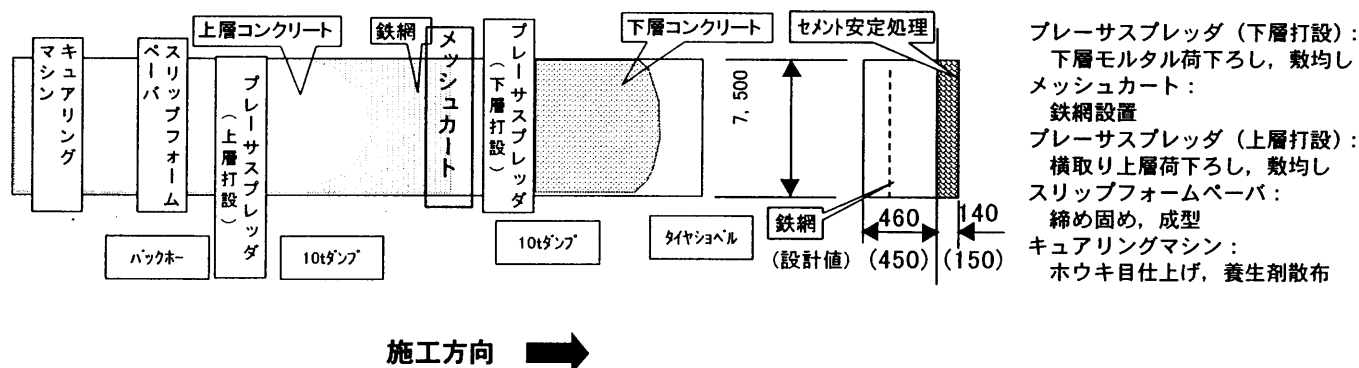 上層コンクリート
鉄網
下層コンクリート
セメント安定処理
キュアリング
マシン
スリップフォーム
ペーバ
プレーサスプレッダ
（上層打設）
メッシュカート
プレーサスプレッダ
（下層打設）
7,500
バックホー
10tダンプ
10tダンプ
タイヤショベル
鉄網
460
140
(設計値)
(450)
(150)
施工方向
プレーサスプレッダ（下層打設）：
下層モルタル荷下ろし，敷均し
メッシュカート：
鉄網設置
プレーサスプレッダ（上層打設）：
横取り上層荷下ろし，敷均し
スリップフォームペーバ：
締め固め，成型
キュアリングマシン：
ホウキ目仕上げ，養生剤散布